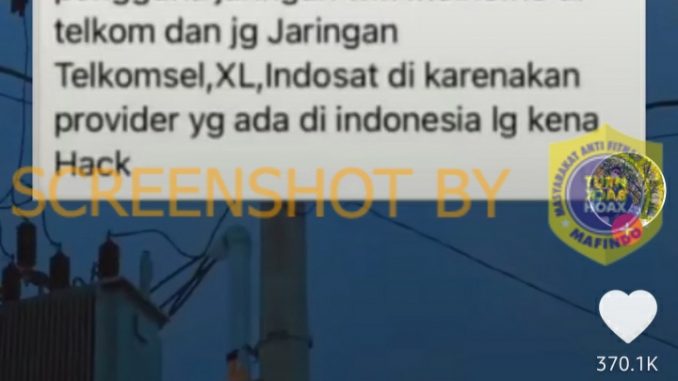 telkom dan jg Jaringan
Telkomsel,XL,Indosat di karenakan
provider yg ada di indonesia lg kena
Hack
SCREENSHOT BY
MASYARAKAT ANTI FITNAH
TURN
HOAX
MAFINDO
370.1K